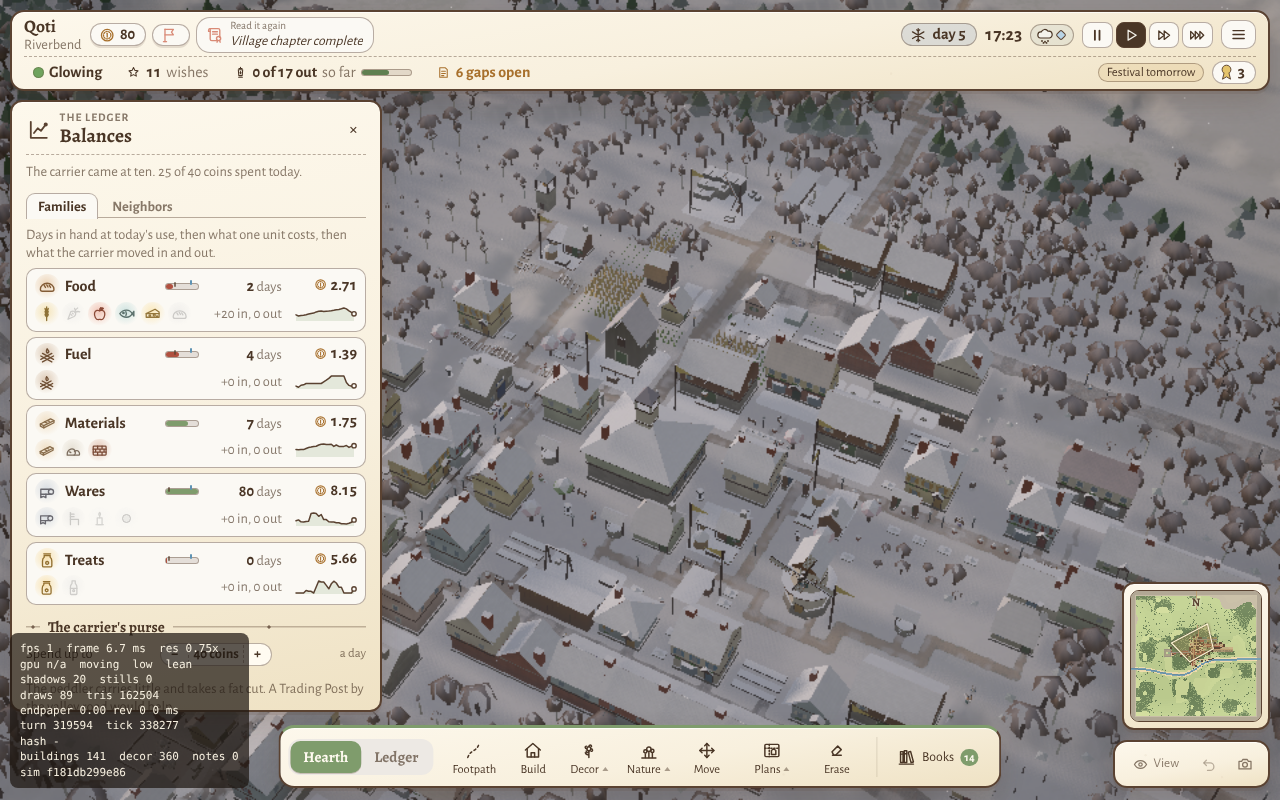 Qoti
Riverbend
80
Read it again
Village chapter complete
day 5
17:23
Glowing
11 wishes
0 of 17 out so far
6 gaps open
Festival tomorrow
3
THE LEDGER
Balances
×
The carrier came at ten. 25 of 40 coins spent today.
Families
Neighbors
Days in hand at today's use, then what one unit costs, then
what the carrier moved in and out.
Food
2 days
2.71
+20 in, 0 out
Fuel
4 days
1.39
+0 in, 0 out
Materials
7 days
1.75
+0 in, 0 out
Wares
80 days
8.15
+0 in, 0 out
Treats
0 days
5.66
+0 in, 0 out
The carrier's purse
Spend up to
− 40 coins +
a day
The peddler carries little and takes a fat cut. A Trading Post by
fps 1 frame 6.7 ms res 0.75x
gpu n/a moving low lean
shadows 20 stills 0
draws 89 tris 162504
endpaper 0.00 rev 0 0 ms
turn 319594 tick 338277
hash -
buildings 141 decor 360 notes 0
sim f181db299e86
Hearth
Ledger
Footpath
Build
Decor
Nature
Move
Plans
Erase
Books
14
N
View